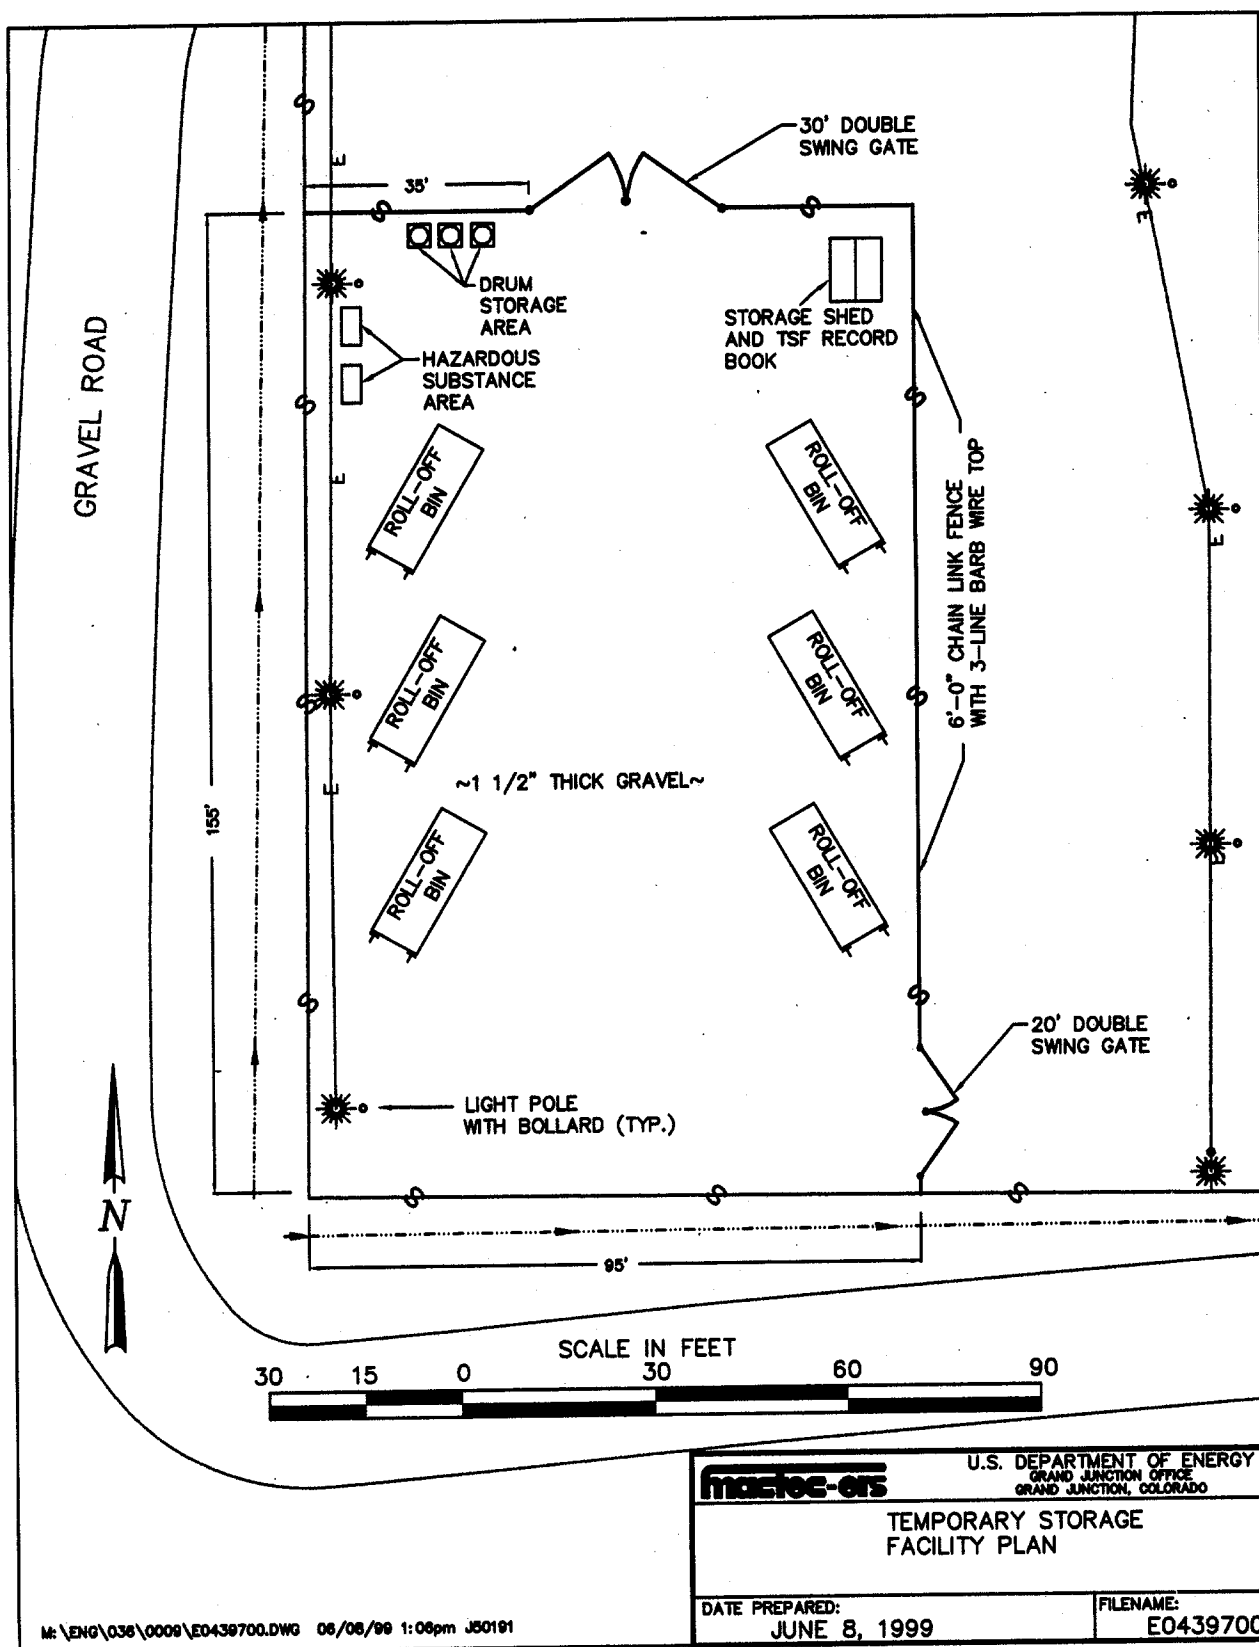 30' DOUBLE
SWING GATE
35'
E
S
S
S
E
DRUM
STORAGE
AREA
STORAGE SHED
AND TSF RECORD
BOOK
HAZARDOUS
SUBSTANCE
AREA
GRAVEL ROAD
S
S
ROLL-OFF
BIN
ROLL-OFF
BIN
E
E
6'-0" CHAIN LINK FENCE
WITH 3-LINE BARB WIRE TOP
ROLL-OFF
BIN
ROLL-OFF
BIN
S
S
~1 1/2" THICK GRAVEL~
E
155'
ROLL-OFF
BIN
ROLL-OFF
BIN
E
S
S
20' DOUBLE
SWING GATE
LIGHT POLE
WITH BOLLARD (TYP.)
N
S
S
S
95'
SCALE IN FEET
30 15 0 30 60 90
mactec-ers
U.S. DEPARTMENT OF ENERGY
GRAND JUNCTION OFFICE
GRAND JUNCTION, COLORADO
TEMPORARY STORAGE
FACILITY PLAN
DATE PREPARED:
JUNE 8, 1999
FILENAME:
E0439700
M:\ENG\036\0009\E0439700.DWG 06/08/99 1:06pm J50191